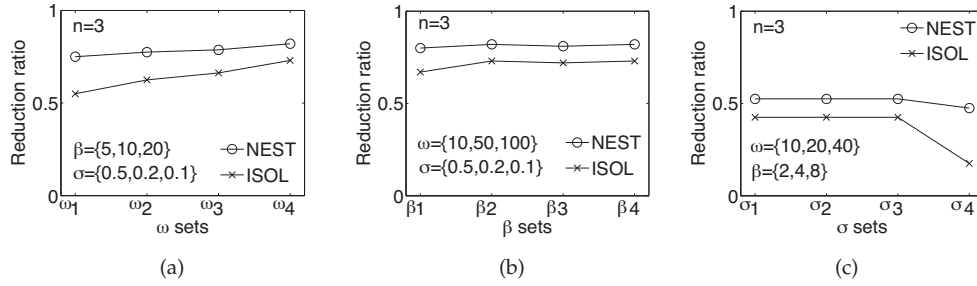 1
n=3
Reduction ratio
0.5
β={5,10,20}
σ={0.5,0.2,0.1}
NEST
ISOL
0
ω1 ω2 ω3 ω4
ω sets
(a)
1
n=3
Reduction ratio
0.5
ω={10,50,100}
σ={0.5,0.2,0.1}
NEST
ISOL
0
β1 β2 β3 β4
β sets
(b)
1
n=3
NEST
ISOL
Reduction ratio
0.5
ω={10,20,40}
β={2,4,8}
0
σ1 σ2 σ3 σ4
σ sets
(c)